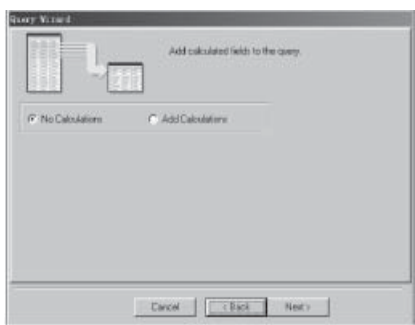 Query Wizard
Add calculated fields to the query.
No Calculations Add Calculations
Cancel < Back Next >